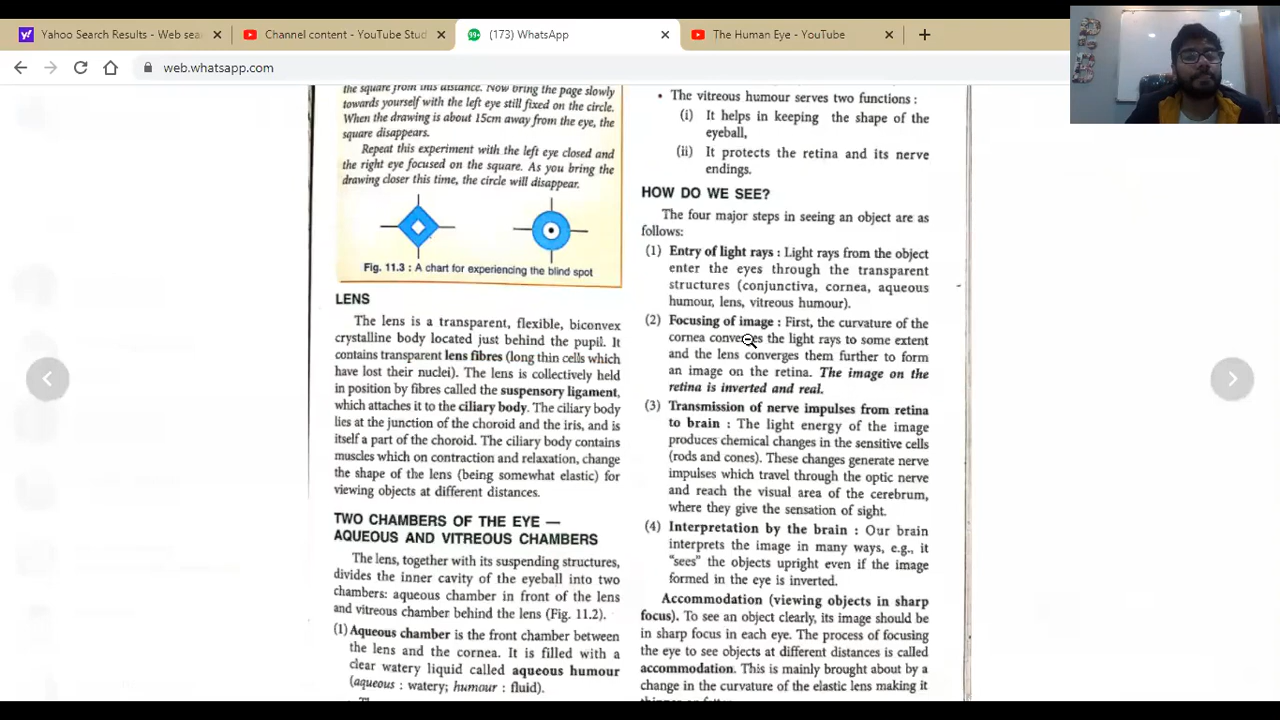 Yahoo Search Results - Web sea
Channel content - YouTube Stud
99+
(173) WhatsApp
The Human Eye - YouTube
web.whatsapp.com
the square from this distance. Now bring the page slowly
towards yourself with the left eye still fixed on the circle.
When the drawing is about 15cm away from the eye, the
square disappears.
Repeat this experiment with the left eye closed and
the right eye focused on the square. As you bring the
drawing closer this time, the circle will disappear.
Fig. 11.3 : A chart for experiencing the blind spot
LENS
The lens is a transparent, flexible, biconvex
crystalline body located just behind the pupil. It
contains transparent lens fibres (long thin cells which
have lost their nuclei). The lens is collectively held
in position by fibres called the suspensory ligament,
which attaches it to the ciliary body. The ciliary body
lies at the junction of the choroid and the iris, and is
itself a part of the choroid. The ciliary body contains
muscles which on contraction and relaxation, change
the shape of the lens (being somewhat elastic) for
viewing objects at different distances.
TWO CHAMBERS OF THE EYE —
AQUEOUS AND VITREOUS CHAMBERS
The lens, together with its suspending structures,
divides the inner cavity of the eyeball into two
chambers: aqueous chamber in front of the lens
and vitreous chamber behind the lens (Fig. 11.2).
(1) Aqueous chamber is the front chamber between
the lens and the cornea. It is filled with a
clear watery liquid called aqueous humour
(aqueous : watery; humour : fluid).
• The vitreous humour serves two functions :
(i) It helps in keeping the shape of the
eyeball,
(ii) It protects the retina and its nerve
endings.
HOW DO WE SEE?
The four major steps in seeing an object are as
follows:
(1) Entry of light rays : Light rays from the object
enter the eyes through the transparent
structures (conjunctiva, cornea, aqueous
humour, lens, vitreous humour).
(2) Focusing of image : First, the curvature of the
cornea converges the light rays to some extent
and the lens converges them further to form
an image on the retina. The image on the
retina is inverted and real.
(3) Transmission of nerve impulses from retina
to brain : The light energy of the image
produces chemical changes in the sensitive cells
(rods and cones). These changes generate nerve
impulses which travel through the optic nerve
and reach the visual area of the cerebrum,
where they give the sensation of sight.
(4) Interpretation by the brain : Our brain
interprets the image in many ways, e.g., it
"sees" the objects upright even if the image
formed in the eye is inverted.
Accommodation (viewing objects in sharp
focus). To see an object clearly, its image should be
in sharp focus in each eye. The process of focusing
the eye to see objects at different distances is called
accommodation. This is mainly brought about by a
change in the curvature of the elastic lens making it